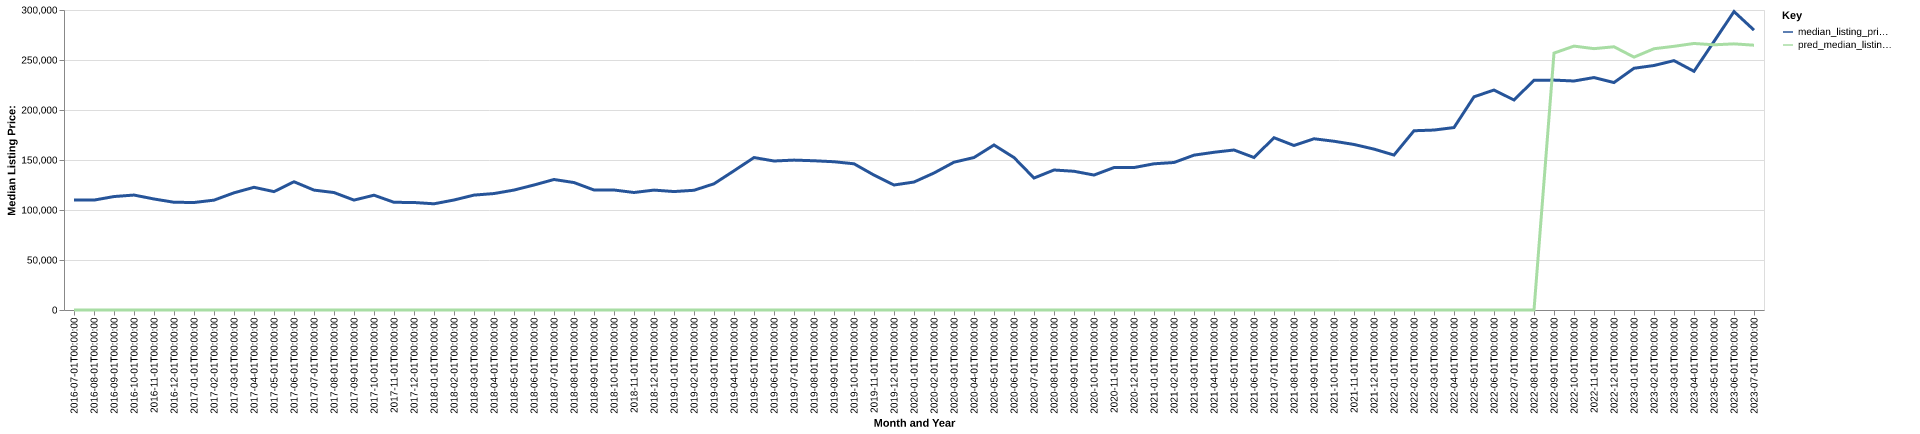 Median Listing Price:
300,000
250,000
200,000
150,000
100,000
50,000
0
2016-07-01T00:00:00
2016-08-01T00:00:00
2016-09-01T00:00:00
2016-10-01T00:00:00
2016-11-01T00:00:00
2016-12-01T00:00:00
2017-01-01T00:00:00
2017-02-01T00:00:00
2017-03-01T00:00:00
2017-04-01T00:00:00
2017-05-01T00:00:00
2017-06-01T00:00:00
2017-07-01T00:00:00
2017-08-01T00:00:00
2017-09-01T00:00:00
2017-10-01T00:00:00
2017-11-01T00:00:00
2017-12-01T00:00:00
2018-01-01T00:00:00
2018-02-01T00:00:00
2018-03-01T00:00:00
2018-04-01T00:00:00
2018-05-01T00:00:00
2018-06-01T00:00:00
2018-07-01T00:00:00
2018-08-01T00:00:00
2018-09-01T00:00:00
2018-10-01T00:00:00
2018-11-01T00:00:00
2018-12-01T00:00:00
2019-01-01T00:00:00
2019-02-01T00:00:00
2019-03-01T00:00:00
2019-04-01T00:00:00
2019-05-01T00:00:00
2019-06-01T00:00:00
2019-07-01T00:00:00
2019-08-01T00:00:00
2019-09-01T00:00:00
2019-10-01T00:00:00
2019-11-01T00:00:00
2019-12-01T00:00:00
2020-01-01T00:00:00
2020-02-01T00:00:00
2020-03-01T00:00:00
2020-04-01T00:00:00
2020-05-01T00:00:00
2020-06-01T00:00:00
2020-07-01T00:00:00
2020-08-01T00:00:00
2020-09-01T00:00:00
2020-10-01T00:00:00
2020-11-01T00:00:00
2020-12-01T00:00:00
2021-01-01T00:00:00
2021-02-01T00:00:00
2021-03-01T00:00:00
2021-04-01T00:00:00
2021-05-01T00:00:00
2021-06-01T00:00:00
2021-07-01T00:00:00
2021-08-01T00:00:00
2021-09-01T00:00:00
2021-10-01T00:00:00
2021-11-01T00:00:00
2021-12-01T00:00:00
2022-01-01T00:00:00
2022-02-01T00:00:00
2022-03-01T00:00:00
2022-04-01T00:00:00
2022-05-01T00:00:00
2022-06-01T00:00:00
2022-07-01T00:00:00
2022-08-01T00:00:00
2022-09-01T00:00:00
2022-10-01T00:00:00
2022-11-01T00:00:00
2022-12-01T00:00:00
2023-01-01T00:00:00
2023-02-01T00:00:00
2023-03-01T00:00:00
2023-04-01T00:00:00
2023-05-01T00:00:00
2023-06-01T00:00:00
2023-07-01T00:00:00
Month and Year
Key
median_listing_pri…
pred_median_listin…